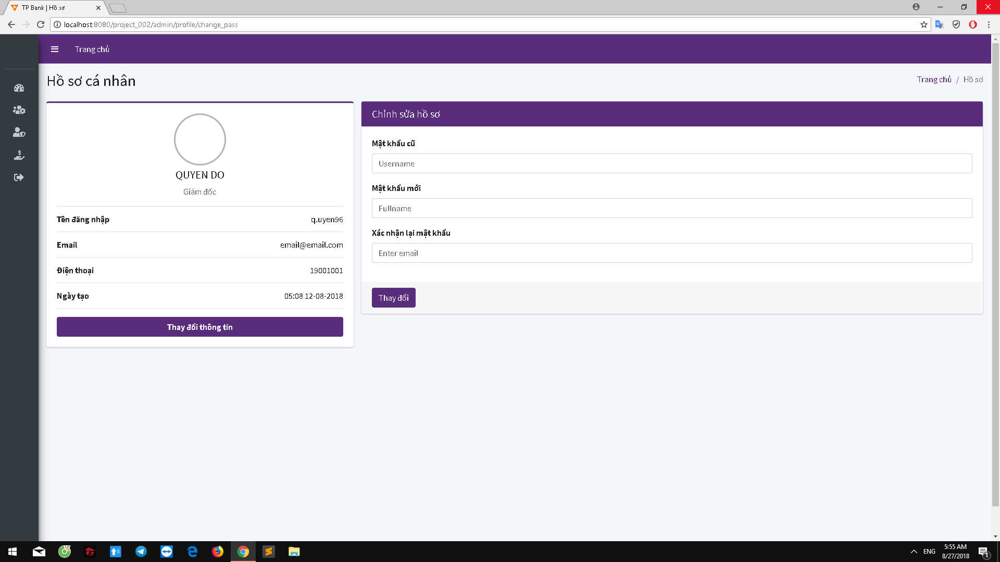 TP Bank | Hồ sơ
localhost:8080/project_002/admin/profile/change_pass
Trang chủ
Hồ sơ cá nhân
Trang chủ / Hồ sơ
QUYEN DO
Giám đốc
Tên đăng nhập q.uyen96
Email email@email.com
Điện thoại 19001001
Ngày tạo 05:08 12-08-2018
Thay đổi thông tin
Chỉnh sửa hồ sơ
Mật khẩu cũ
Username
Mật khẩu mới
Fullname
Xác nhận lại mật khẩu
Enter email
Thay đổi
ENG
5:55 AM
8/27/2018
1